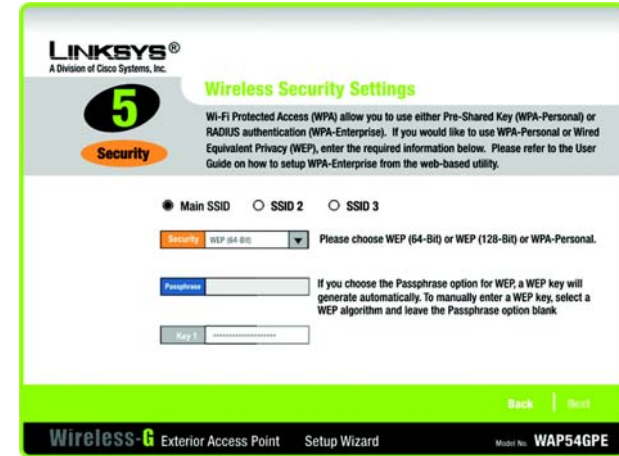 LINKSYS®
A Division of Cisco Systems, Inc.
5
Security
Wireless Security Settings
Wi-Fi Protected Access (WPA) allow you to use either Pre-Shared Key (WPA-Personal) or
RADIUS authentication (WPA-Enterprise). If you would like to use WPA-Personal or Wired
Equivalent Privacy (WEP), enter the required information below. Please refer to the User
Guide on how to setup WPA-Enterprise from the web-based utility.
Main SSID SSID 2 SSID 3
Security WEP (64-Bit) Please choose WEP (64-Bit) or WEP (128-Bit) or WPA-Personal.
Passphrase
If you choose the Passphrase option for WEP, a WEP key will
generate automatically. To manually enter a WEP key, select a
WEP algorithm and leave the Passphrase option blank
Key 1 ********************
Back Next
Wireless-G Exterior Access Point Setup Wizard Model No. WAP54GPE